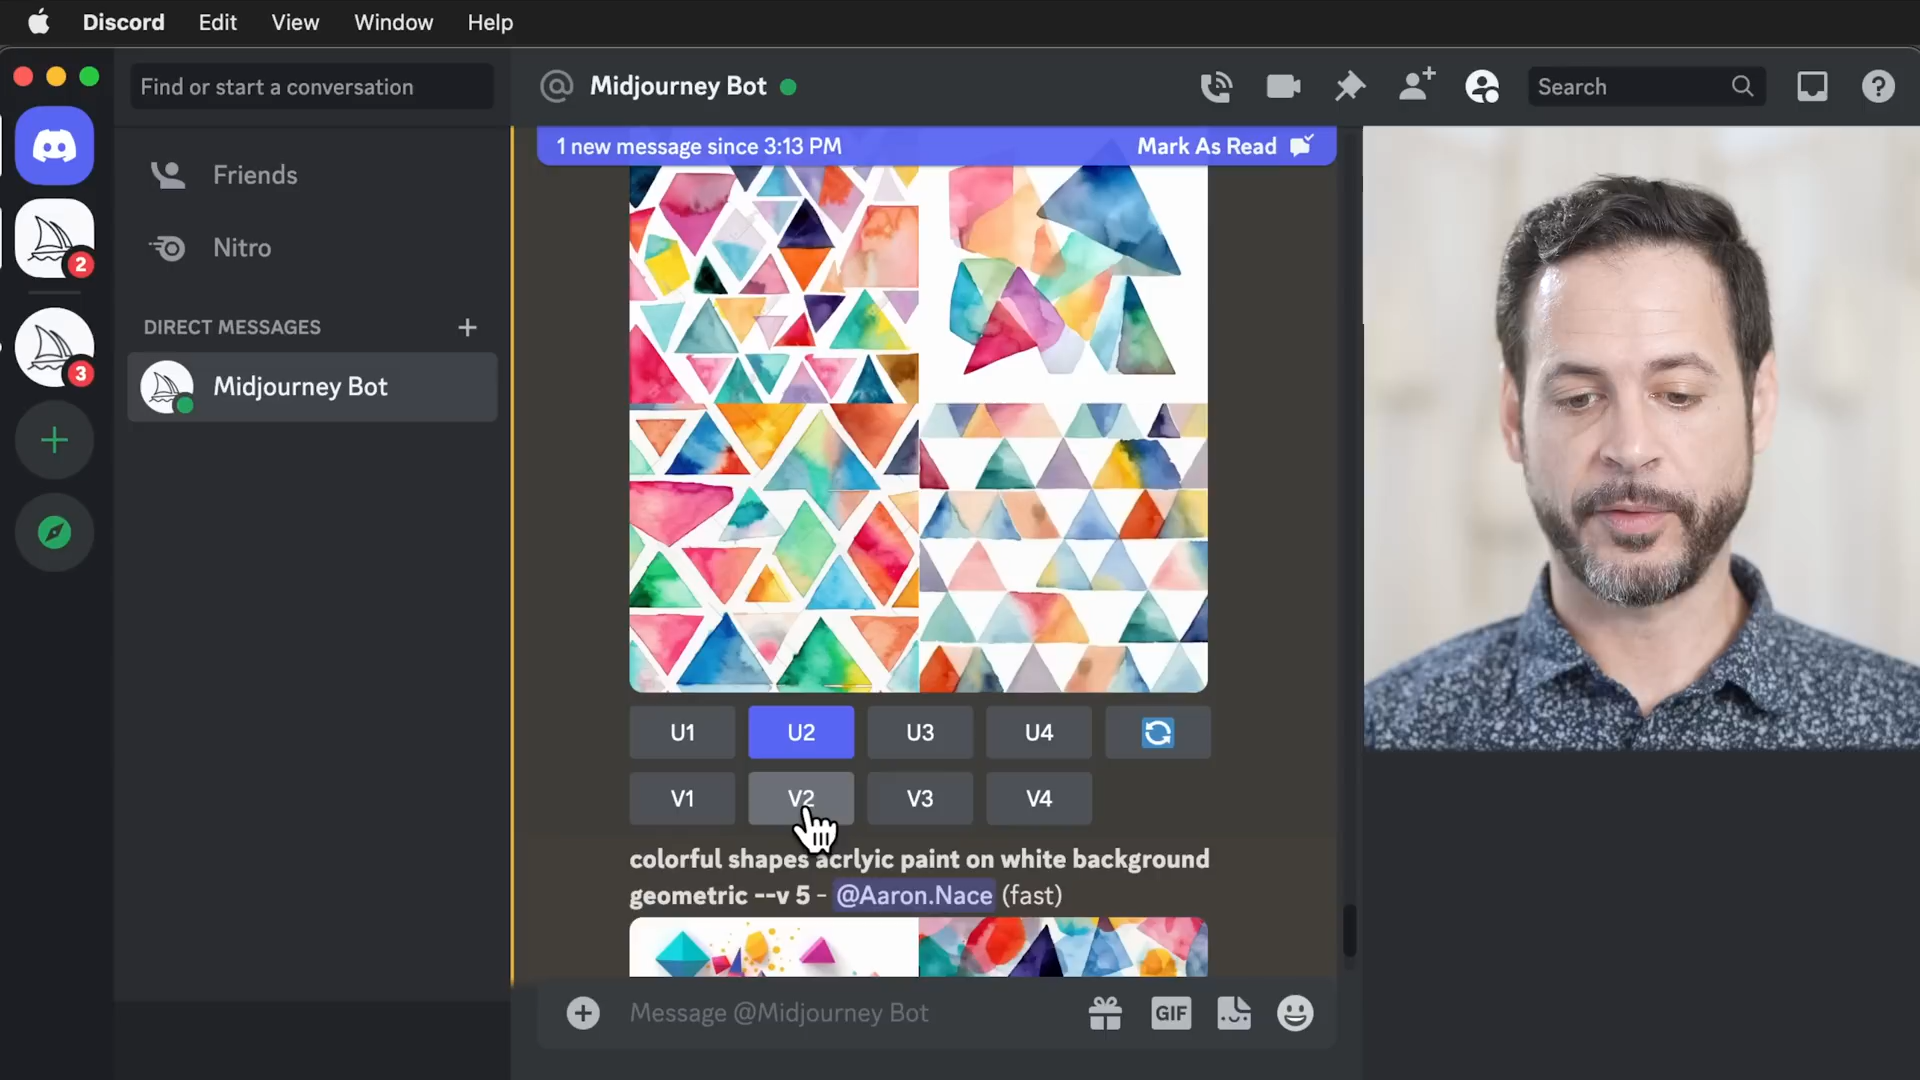 Discord Edit View Window Help
Find or start a conversation
Midjourney Bot
Search
1 new message since 3:13 PM
Mark As Read
Friends
2
Nitro
DIRECT MESSAGES
3
Midjourney Bot
U1 U2 U3 U4
V1 V2 V3 V4
colorful shapes acrlyic paint on white background
geometric --v 5 - @Aaron.Nace (fast)
Message @Midjourney Bot
GIF